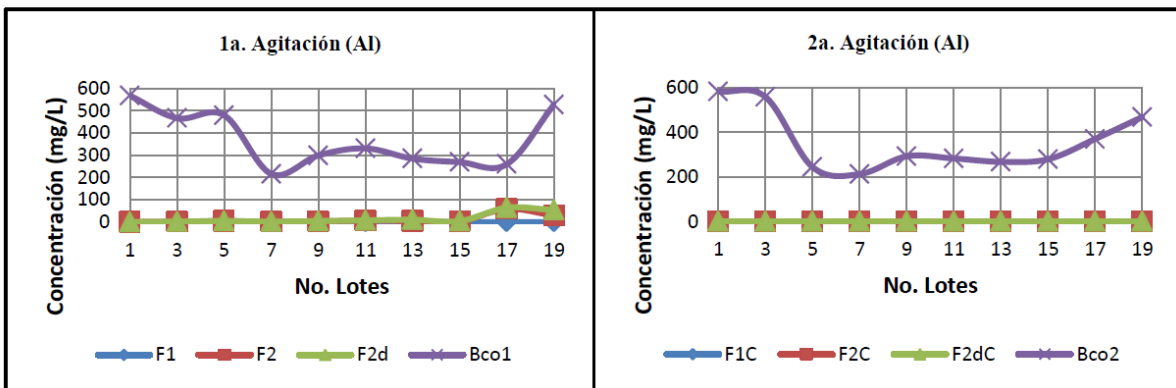 1a. Agitación (Al)
Concentración (mg/L)
600
500
400
300
200
100
0
1 3 5 7 9 11 13 15 17 19
No. Lotes
F1 F2 F2d Bco1
2a. Agitación (Al)
Concentración (mg/L)
600
400
200
0
1 3 5 7 9 11 13 15 17 19
No. Lotes
F1C F2C F2dC Bco2